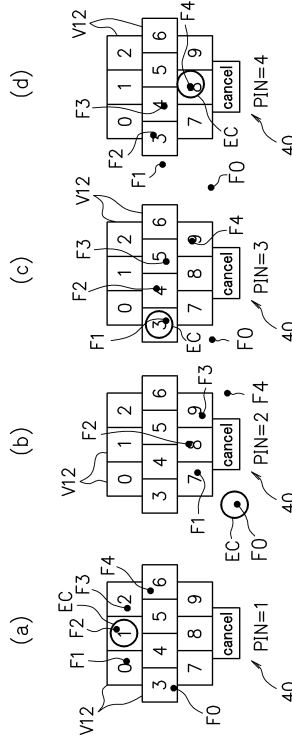 (a)
EC
F1
F2
F3
F4
V12
0 1 2
3 4 5 6
7 8 9
cancel
F0
40
PIN=1
(b)
V12
F2
0 1 2
3 4 5 6
7 8 9
cancel
F1
F3
F4
EC
F0
40
PIN=2
(c)
V12
F1
F2
F3
0 1 2
3 4 5 6
7 8 9
cancel
EC
F0
F4
40
PIN=3
(d)
V12
F1
F2
F3
F4
0 1 2
3 4 5 6
7 8 9
cancel
EC
F0
40
PIN=4